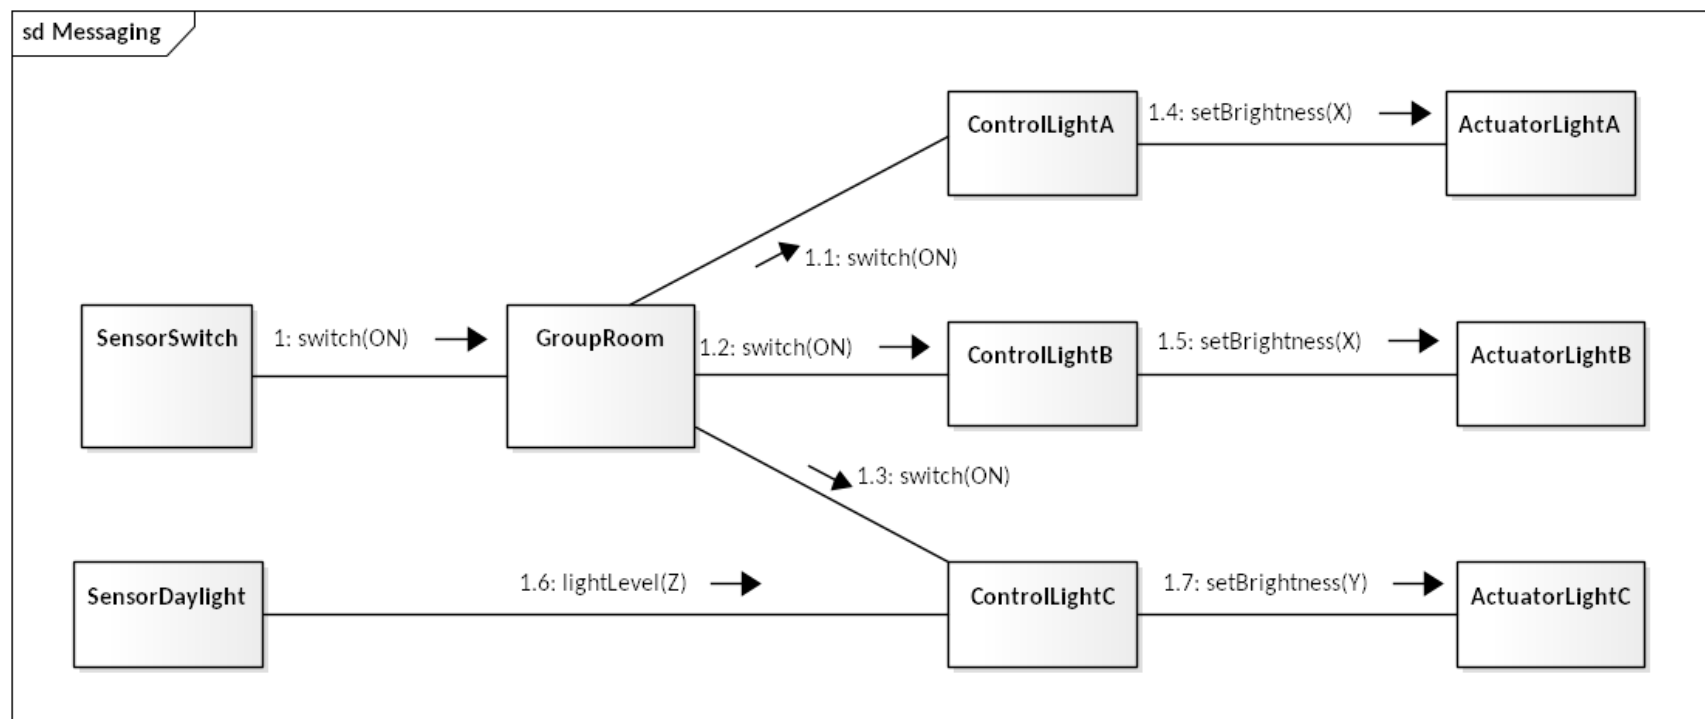 sd Messaging
ControlLightA
1.4: setBrightness(X)
ActuatorLightA
1.1: switch(ON)
SensorSwitch
1: switch(ON)
GroupRoom
1.2: switch(ON)
ControlLightB
1.5: setBrightness(X)
ActuatorLightB
1.3: switch(ON)
SensorDaylight
1.6: lightLevel(Z)
ControlLightC
1.7: setBrightness(Y)
ActuatorLightC